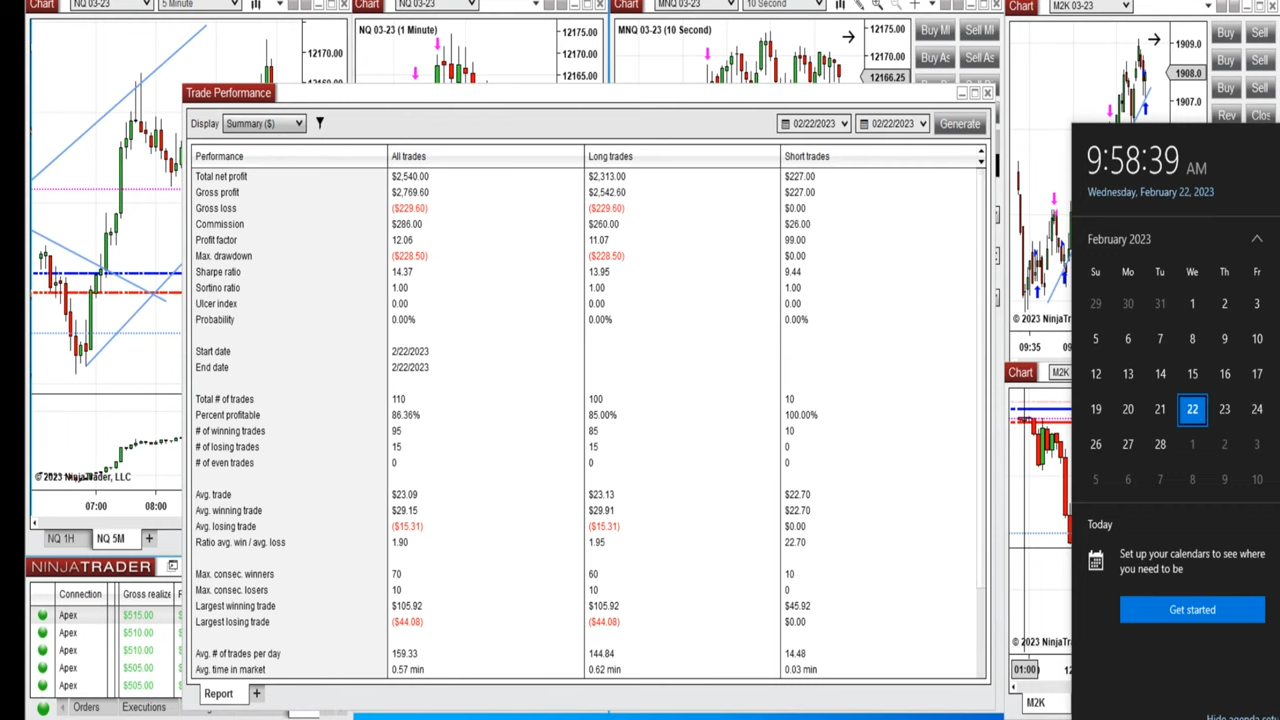 Chart NQ 03-23 5 Minute
Chart NQ 03-23
Chart MNQ 03-23 10 Second
Chart M2K 03-23
12170.00
12160.00
NQ 03-23 (1 Minute)
12175.00
12170.00
12165.00
MNQ 03-23 (10 Second)
12175.00
12170.00
12166.25
Buy MI Sell MI
Buy As Sell As
1909.0
1908.0
1907.0
Buy Sell
Buy Sell
Buy Sell
Rev Clos
Trade Performance
Display Summary ($) 02/22/2023 02/22/2023 Generate
Performance All trades Long trades Short trades
Total net profit $2,540.00 $2,313.00 $227.00
Gross profit $2,769.60 $2,542.60 $227.00
Gross loss ($229.60) ($229.60) $0.00
Commission $286.00 $260.00 $26.00
Profit factor 12.06 11.07 99.00
Max. drawdown ($228.50) ($228.50) $0.00
Sharpe ratio 14.37 13.95 9.44
Sortino ratio 1.00 1.00 1.00
Ulcer index 0.00 0.00 0.00
Probability 0.00% 0.00% 0.00%
Start date 2/22/2023
End date 2/22/2023
Total # of trades 110 100 10
Percent profitable 86.36% 85.00% 100.00%
# of winning trades 95 85 10
# of losing trades 15 15 0
# of even trades 0 0 0
Avg. trade $23.09 $23.13 $22.70
Avg. winning trade $29.15 $29.91 $22.70
Avg. losing trade ($15.31) ($15.31) $0.00
Ratio avg. win / avg. loss 1.90 1.95 22.70
Max. consec. winners 70 60 10
Max. consec. losers 10 10 0
Largest winning trade $105.92 $105.92 $45.92
Largest losing trade ($44.08) ($44.08) $0.00
Avg. # of trades per day 159.33 144.84 14.48
Avg. time in market 0.57 min 0.62 min 0.03 min
Report +
© 2023 NinjaTrader, LLC
07:00 08:00
NQ 1H NQ 5M +
NINJATRADER
Connection Gross realize
Apex $515.00
Apex $510.00
Apex $510.00
Apex $505.00
Apex $505.00
Orders Executions
© 2023 NinjaTr
09:35
Chart M2K
© 2023 NinjaTr
01:00
M2K
9:58:39 AM
Wednesday, February 22, 2023
February 2023
Su Mo Tu We Th Fr
29 30 31 1 2 3
5 6 7 8 9 10
12 13 14 15 16 17
19 20 21 22 23 24
26 27 28 1 2 3
5 6 7 8 9 10
Today
Set up your calendars to see where
you need to be
Get started